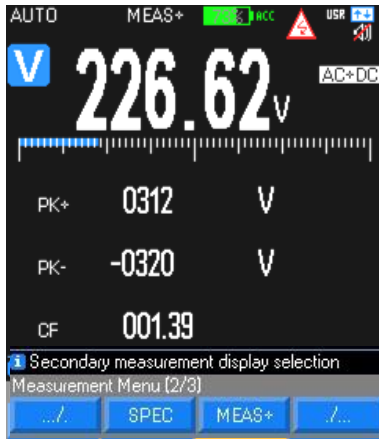 AUTO MEAS+ ACC USR
V 226.62 V AC+DC
PK+ 0312 V
PK- -0320 V
CF 001.39
i Secondary measurement display selection
Measurement Menu (2/3)
.../. SPEC MEAS+ ./...